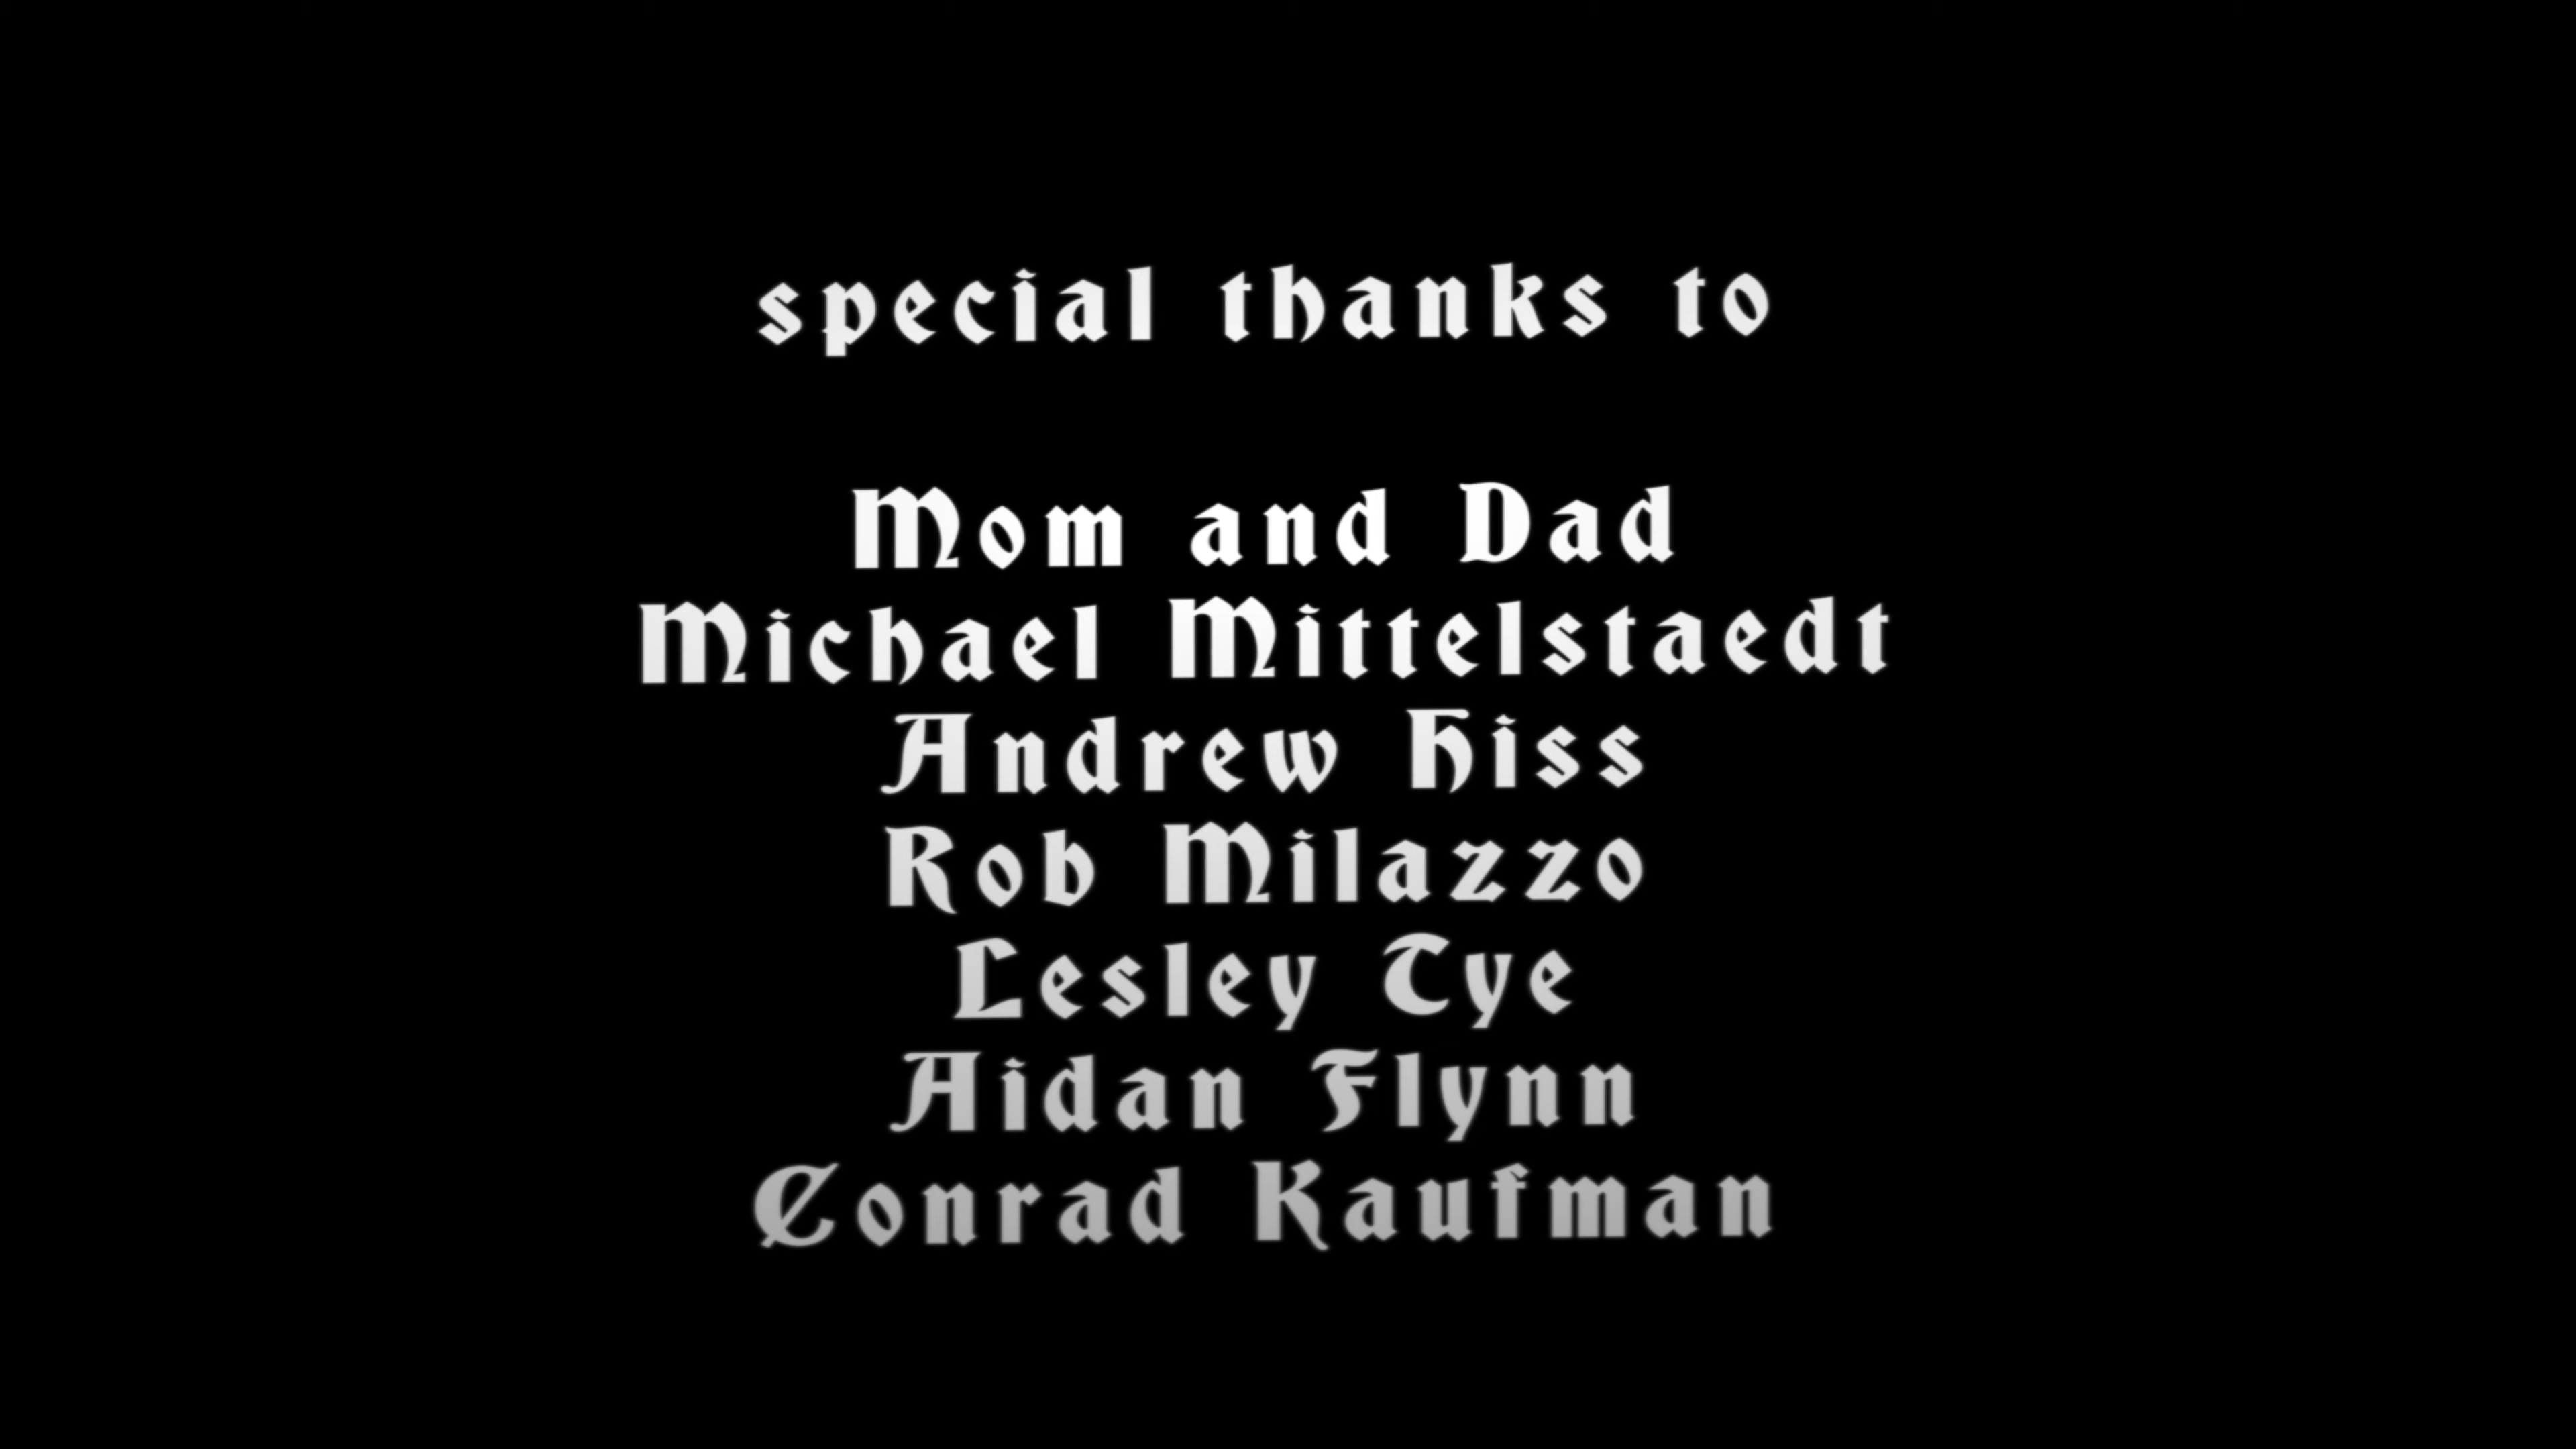 special thanks to
Mom and Dad
Michael Mittelstaedt
Andrew Hiss
Rob Milazzo
Lesley Tye
Aidan Flynn
Conrad Kaufman